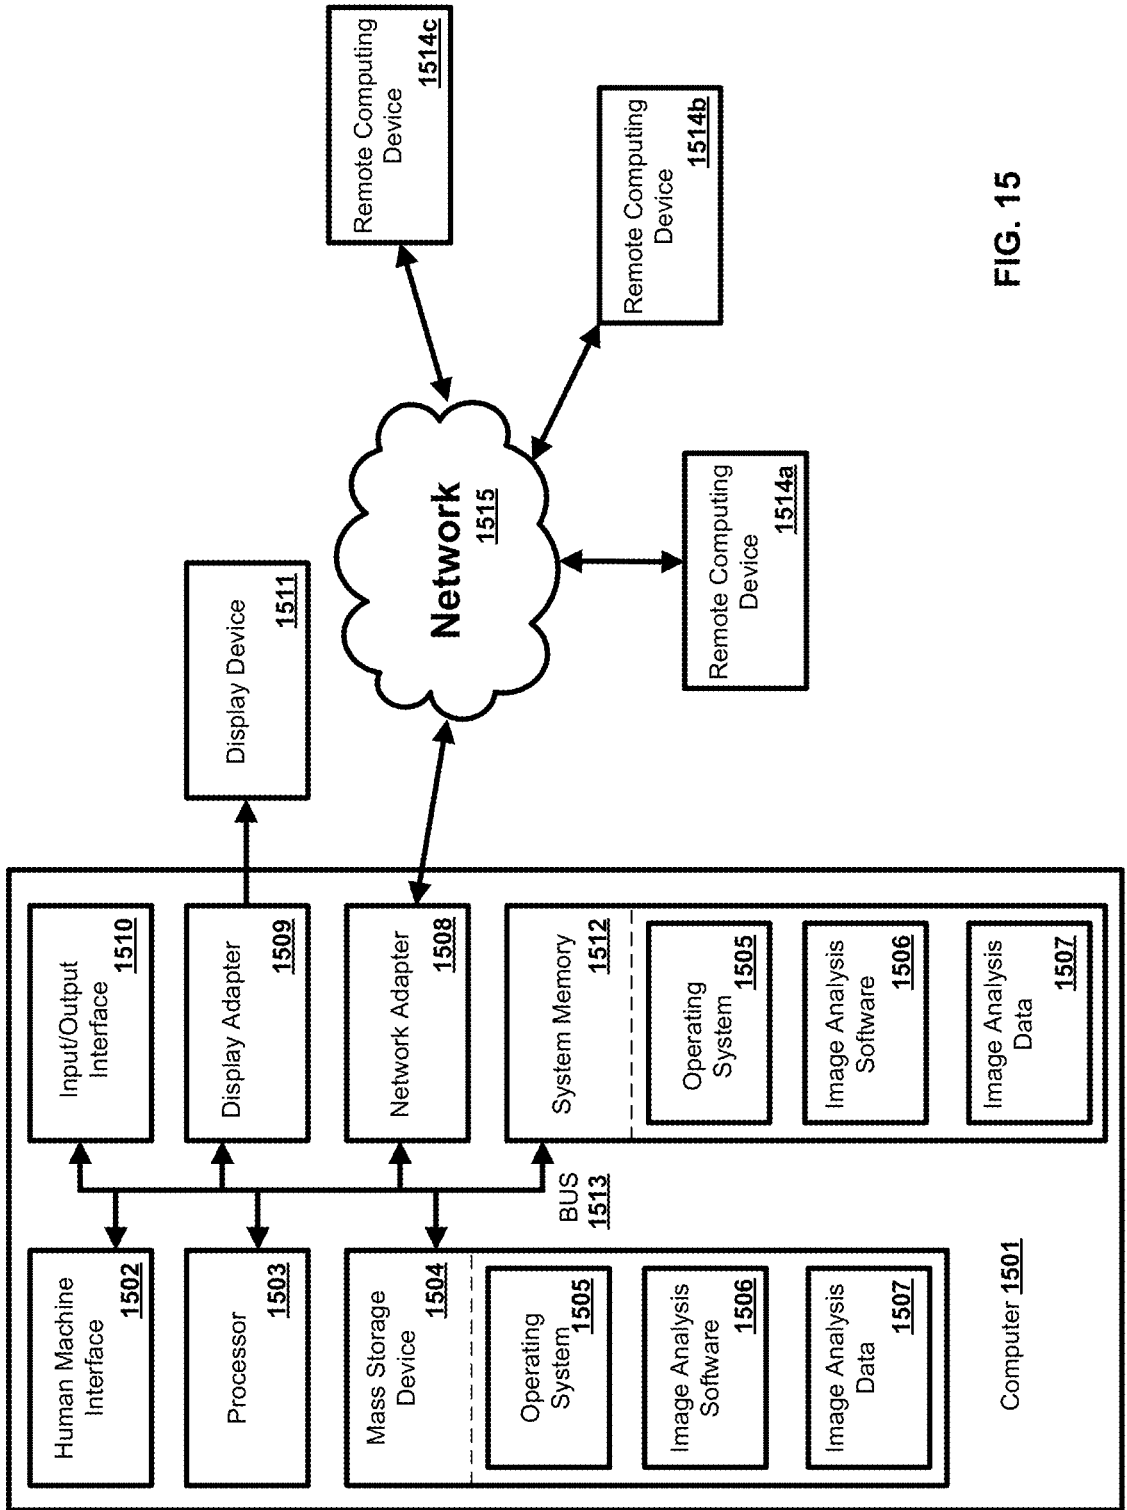 Human Machine
Interface
1502
Processor
1503
Mass Storage
Device
1504
Operating
System
1505
Image Analysis
Software
1506
Image Analysis
Data
1507
Computer 1501
BUS
1513
Input/Output
Interface
1510
Display Adapter
1509
Network Adapter
1508
System Memory
1512
Operating
System
1505
Image Analysis
Software
1506
Image Analysis
Data
1507
Display Device
1511
Network
1515
Remote Computing
Device
1514a
Remote Computing
Device
1514b
Remote Computing
Device
1514c
FIG. 15